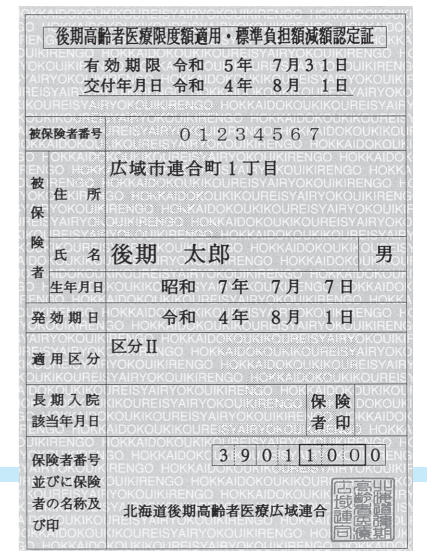 後期高齢者医療限度額適用・標準負担額減額認定証
有効期限 令和 5年 7月31日
交付年月日 令和 4年 8月 1日
被保険者番号 01234567
被保険者
住所 広域市連合町1丁目
氏名 後期 太郎 男
生年月日 昭和 7年 7月 7日
発効期日 令和 4年 8月 1日
適用区分 区分Ⅱ
長期入院
該当年月日
保険
者印
保険者番号
並びに保険
者の名称及
び印
39011000
北海道後期高齢者医療広域連合